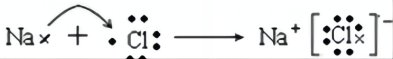 Na× + •Cl: → Na⁺ [:Cl×]⁻